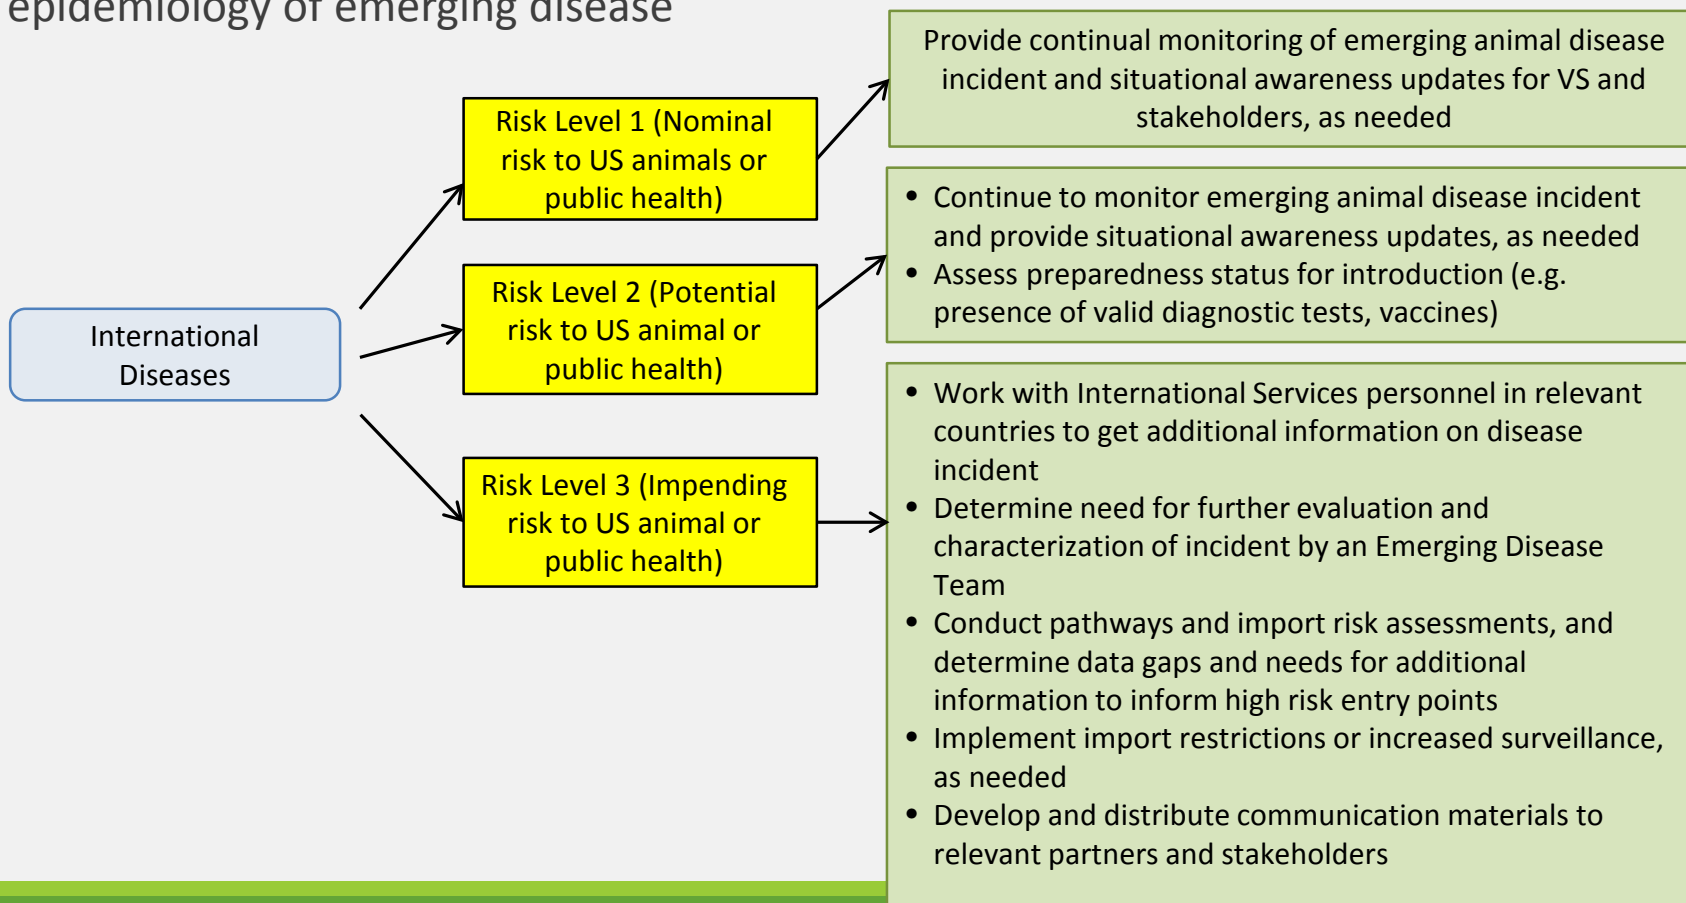 epidemiology of emerging disease
International
Diseases
Risk Level 1 (Nominal
risk to US animals or
public health)
Risk Level 2 (Potential
risk to US animal or
public health)
Risk Level 3 (Impending
risk to US animal or
public health)
Provide continual monitoring of emerging animal disease
incident and situational awareness updates for VS and
stakeholders, as needed
• Continue to monitor emerging animal disease incident
and provide situational awareness updates, as needed
• Assess preparedness status for introduction (e.g.
presence of valid diagnostic tests, vaccines)
• Work with International Services personnel in relevant
countries to get additional information on disease
incident
• Determine need for further evaluation and
characterization of incident by an Emerging Disease
Team
• Conduct pathways and import risk assessments, and
determine data gaps and needs for additional
information to inform high risk entry points
• Implement import restrictions or increased surveillance,
as needed
• Develop and distribute communication materials to
relevant partners and stakeholders